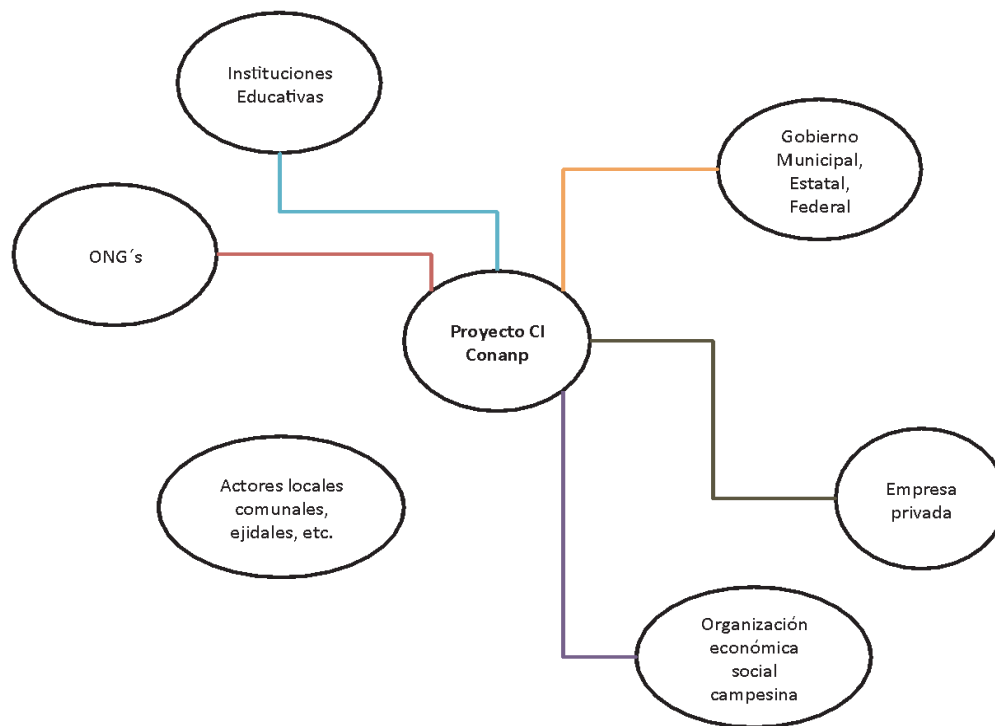 Instituciones
Educativas
Gobierno
Municipal,
Estatal,
Federal
ONG´s
Proyecto CI
Conanp
Actores locales
comunales,
ejidales, etc.
Empresa
privada
Organización
económica
social
campesina